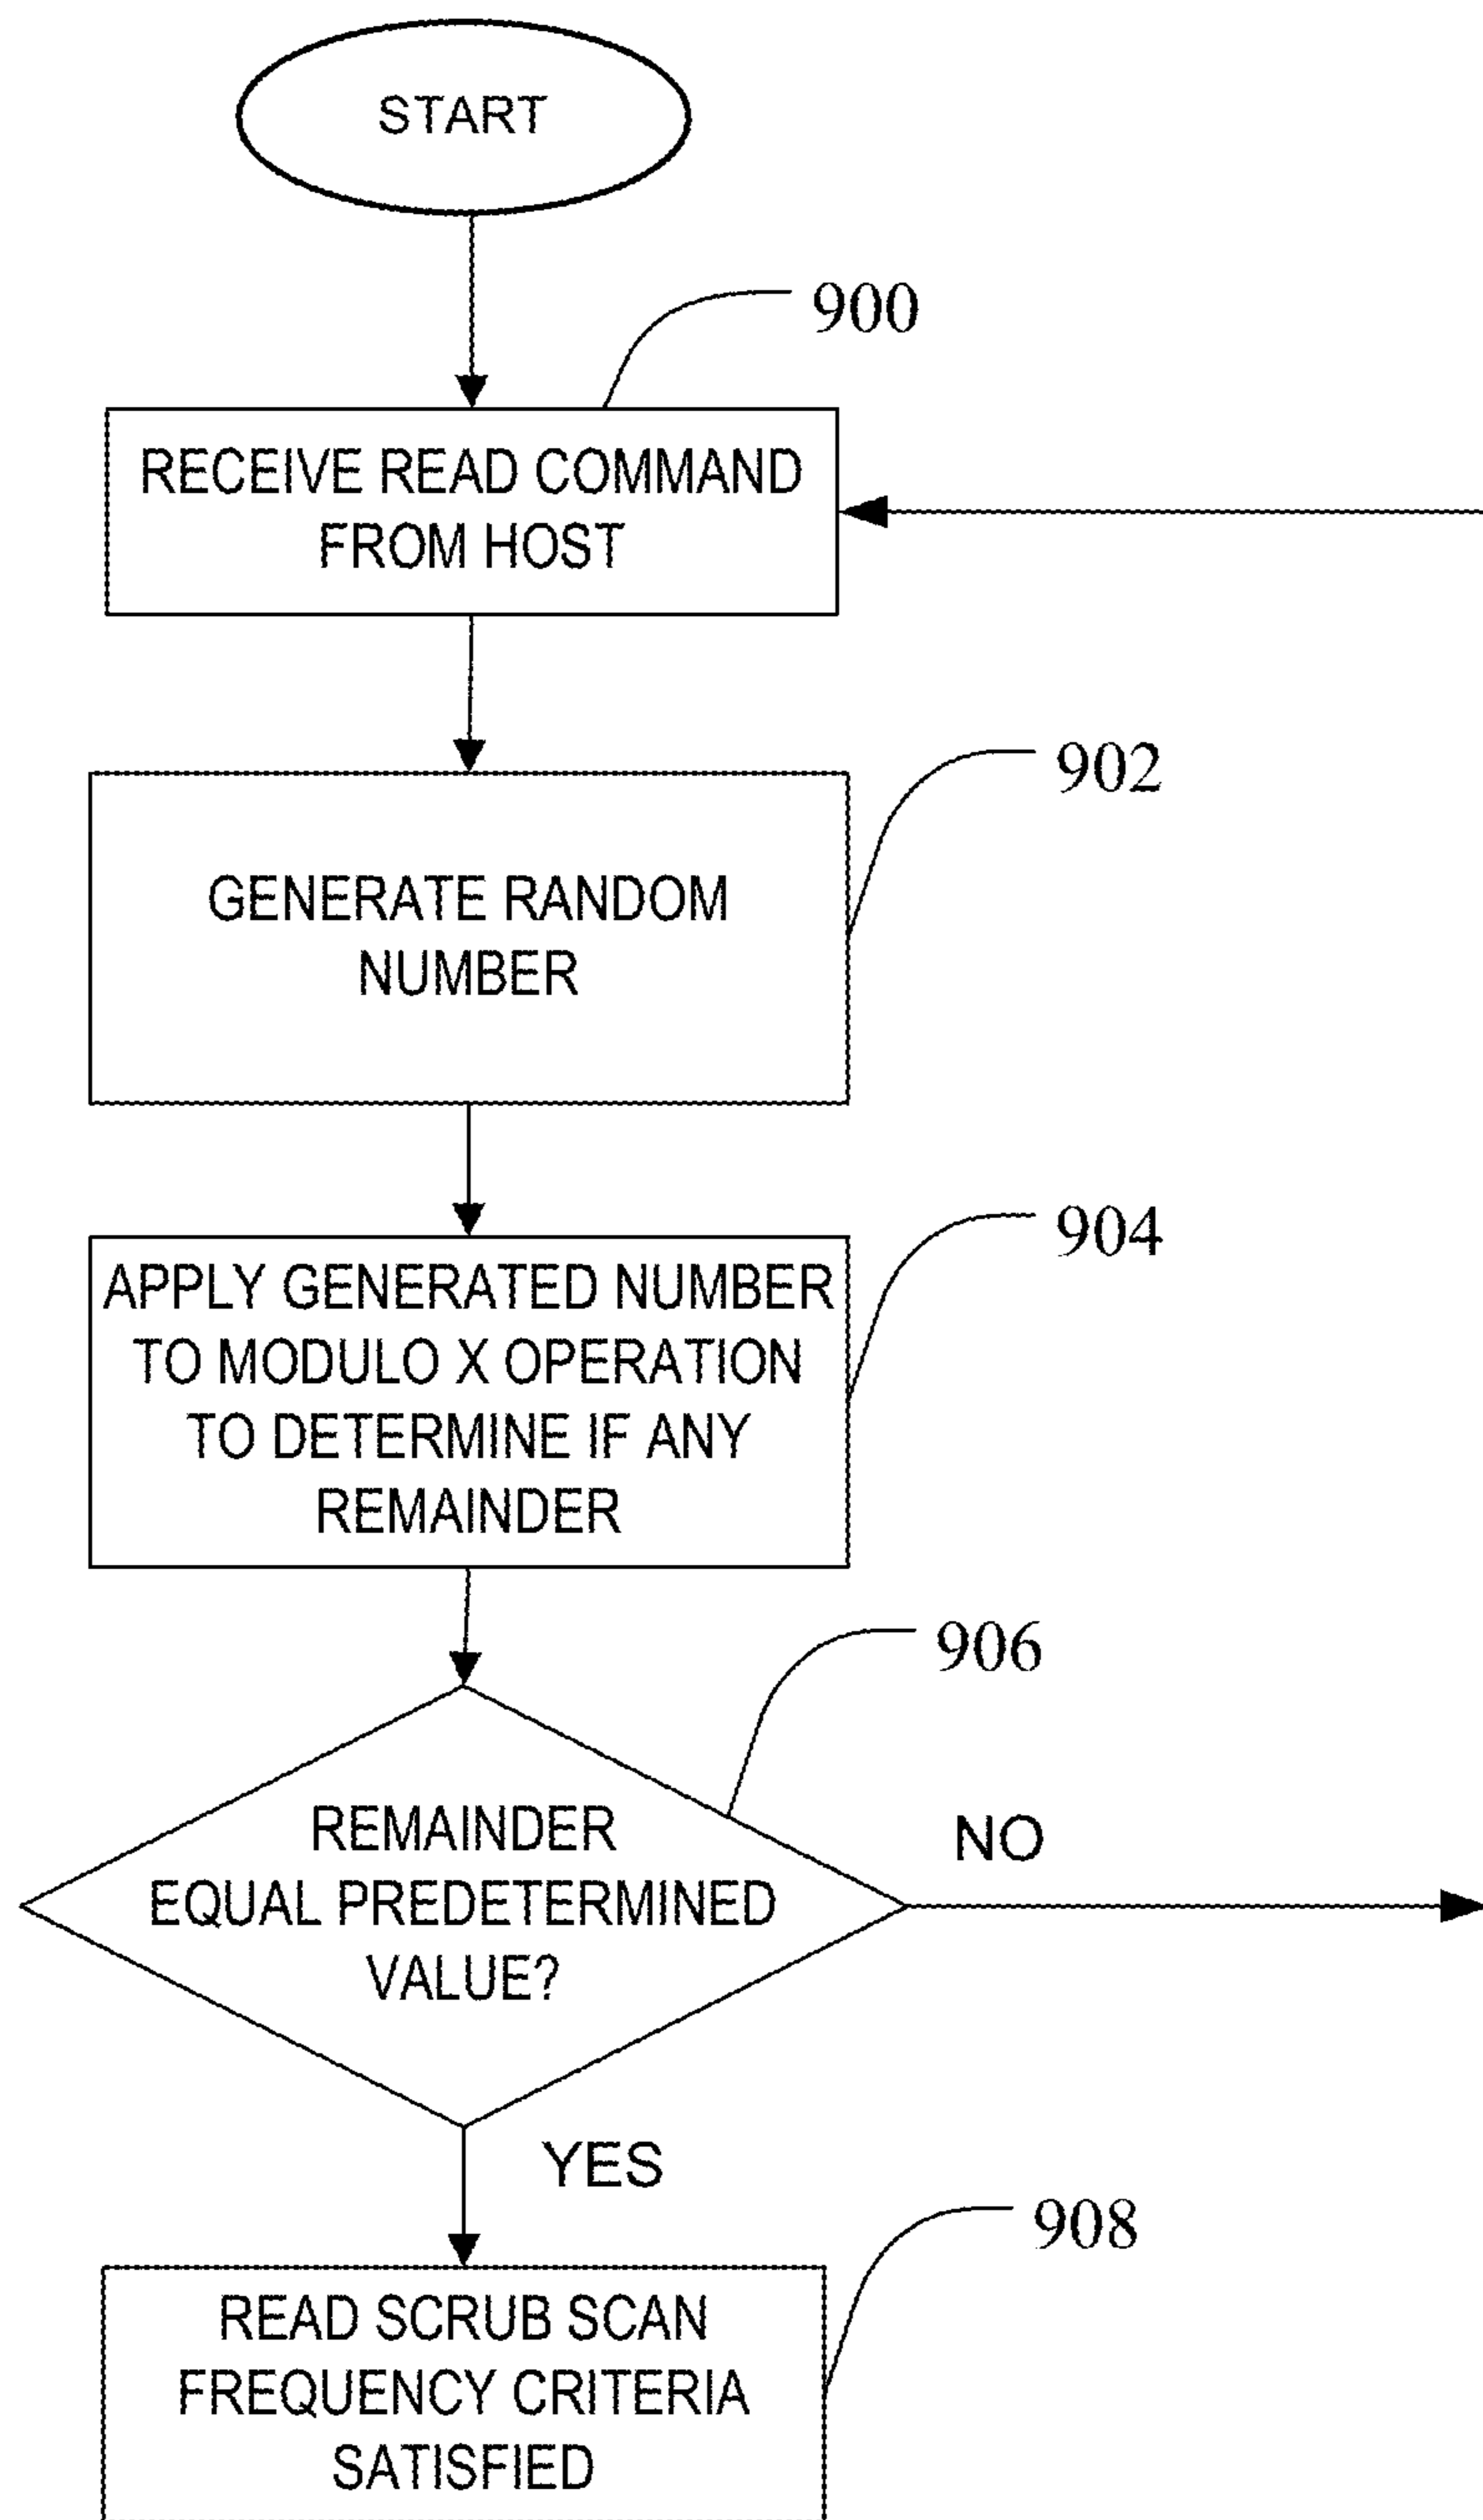 START
900
RECEIVE READ COMMAND
FROM HOST
902
GENERATE RANDOM
NUMBER
904
APPLY GENERATED NUMBER
TO MODULO X OPERATION
TO DETERMINE IF ANY
REMAINDER
906
REMAINDER
EQUAL PREDETERMINED
VALUE?
NO
YES
908
READ SCRUB SCAN
FREQUENCY CRITERIA
SATISFIED